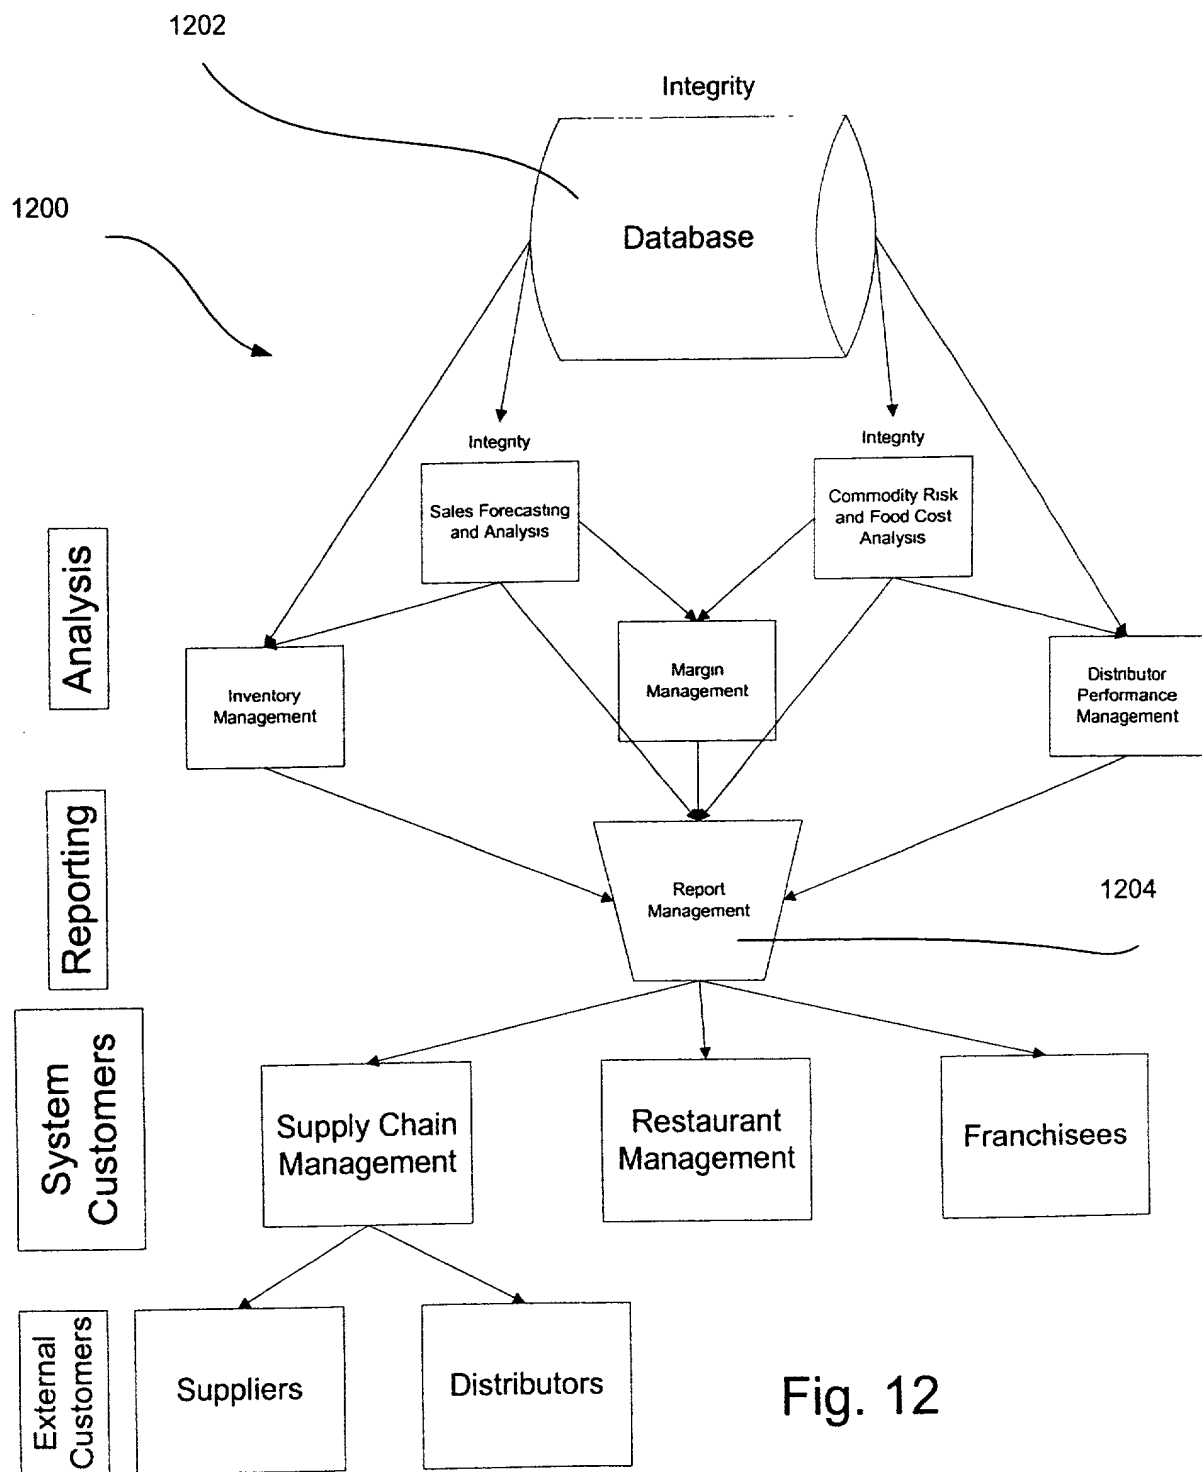 1202
Integrity
1200
Database
Integrity
Integrity
Sales Forecasting
and Analysis
Commodity Risk
and Food Cost
Analysis
Analysis
Inventory
Management
Margin
Management
Distributor
Performance
Management
Reporting
Report
Management
1204
System
Customers
Supply Chain
Management
Restaurant
Management
Franchisees
External
Customers
Suppliers
Distributors
Fig. 12